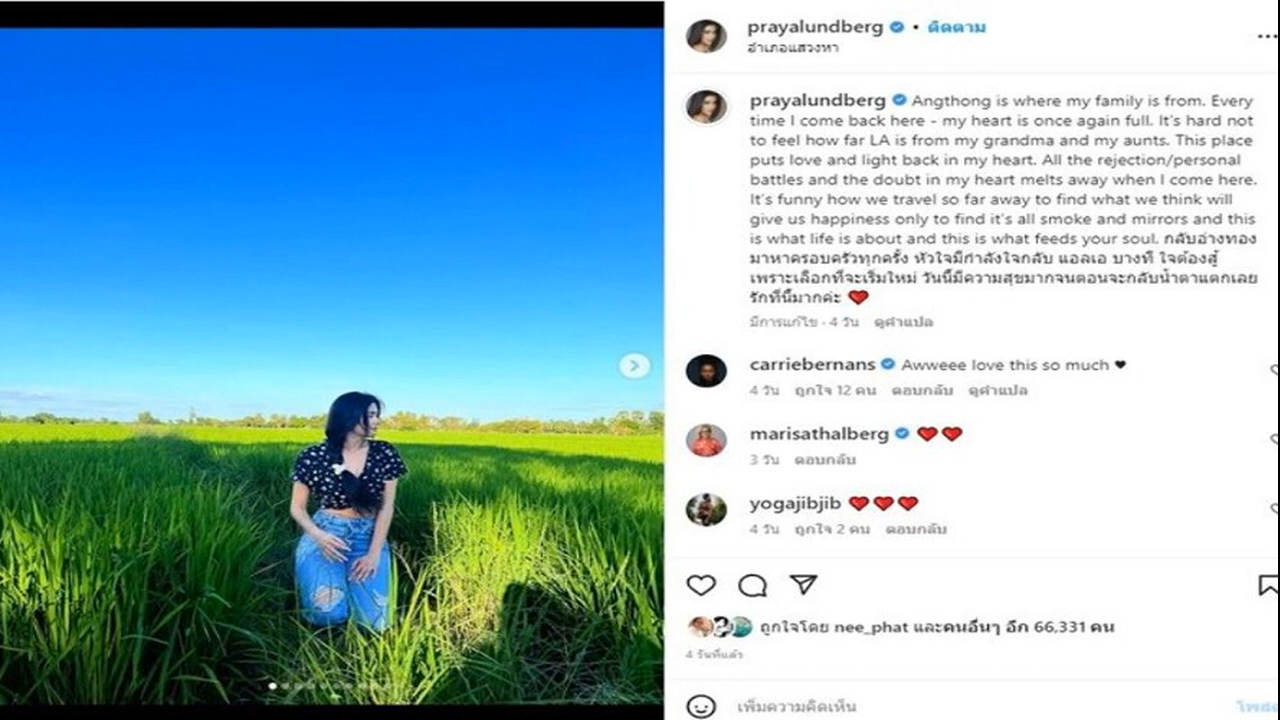 prayalundberg • ติดตาม
อำเภอแสวงหา
prayalundberg Angthong is where my family is from. Every
time I come back here - my heart is once again full. It's hard not
to feel how far LA is from my grandma and my aunts. This place
puts love and light back in my heart. All the rejection/personal
battles and the doubt in my heart melts away when I come here.
It's funny how we travel so far away to find what we think will
give us happiness only to find it's all smoke and mirrors and this
is what life is about and this is what feeds your soul. กลับอ่างทอง
มาหาครอบครัวทุกครั้ง หัวใจมีกำลังใจกลับ แอลเอ บางที ใจต้องสู้
เพราะเลือกที่จะเริ่มใหม่ วันนี้มีความสุขมากจนตอนจะกลับน้ำตาแตกเลย
รักที่นี้มากค่ะ ❤️
มีการแก้ไข · 4 วัน ดูคำแปล
carriebernans Awweee love this so much ♥
4 วัน ถูกใจ 12 คน ตอบกลับ ดูคำแปล
marisathalberg ❤️❤️
3 วัน ตอบกลับ
yogajibjib ❤️❤️❤️
4 วัน ถูกใจ 2 คน ตอบกลับ
ถูกใจโดย nee_phat และคนอื่นๆ อีก 66,331 คน
4 วันที่แล้ว
เพิ่มความคิดเห็น